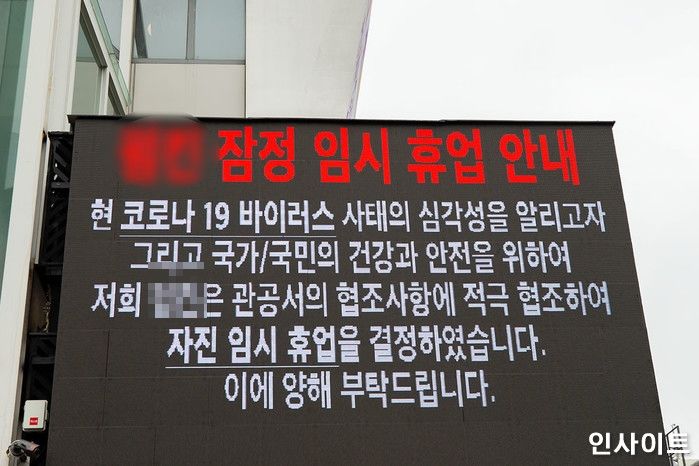 잠정 임시 휴업 안내
현 코로나 19 바이러스 사태의 심각성을 알리고자
그리고 국가/국민의 건강과 안전을 위하여
저희 은 관공서의 협조사항에 적극 협조하여
자진 임시 휴업을 결정하였습니다.
이에 양해 부탁드립니다.
인사이트